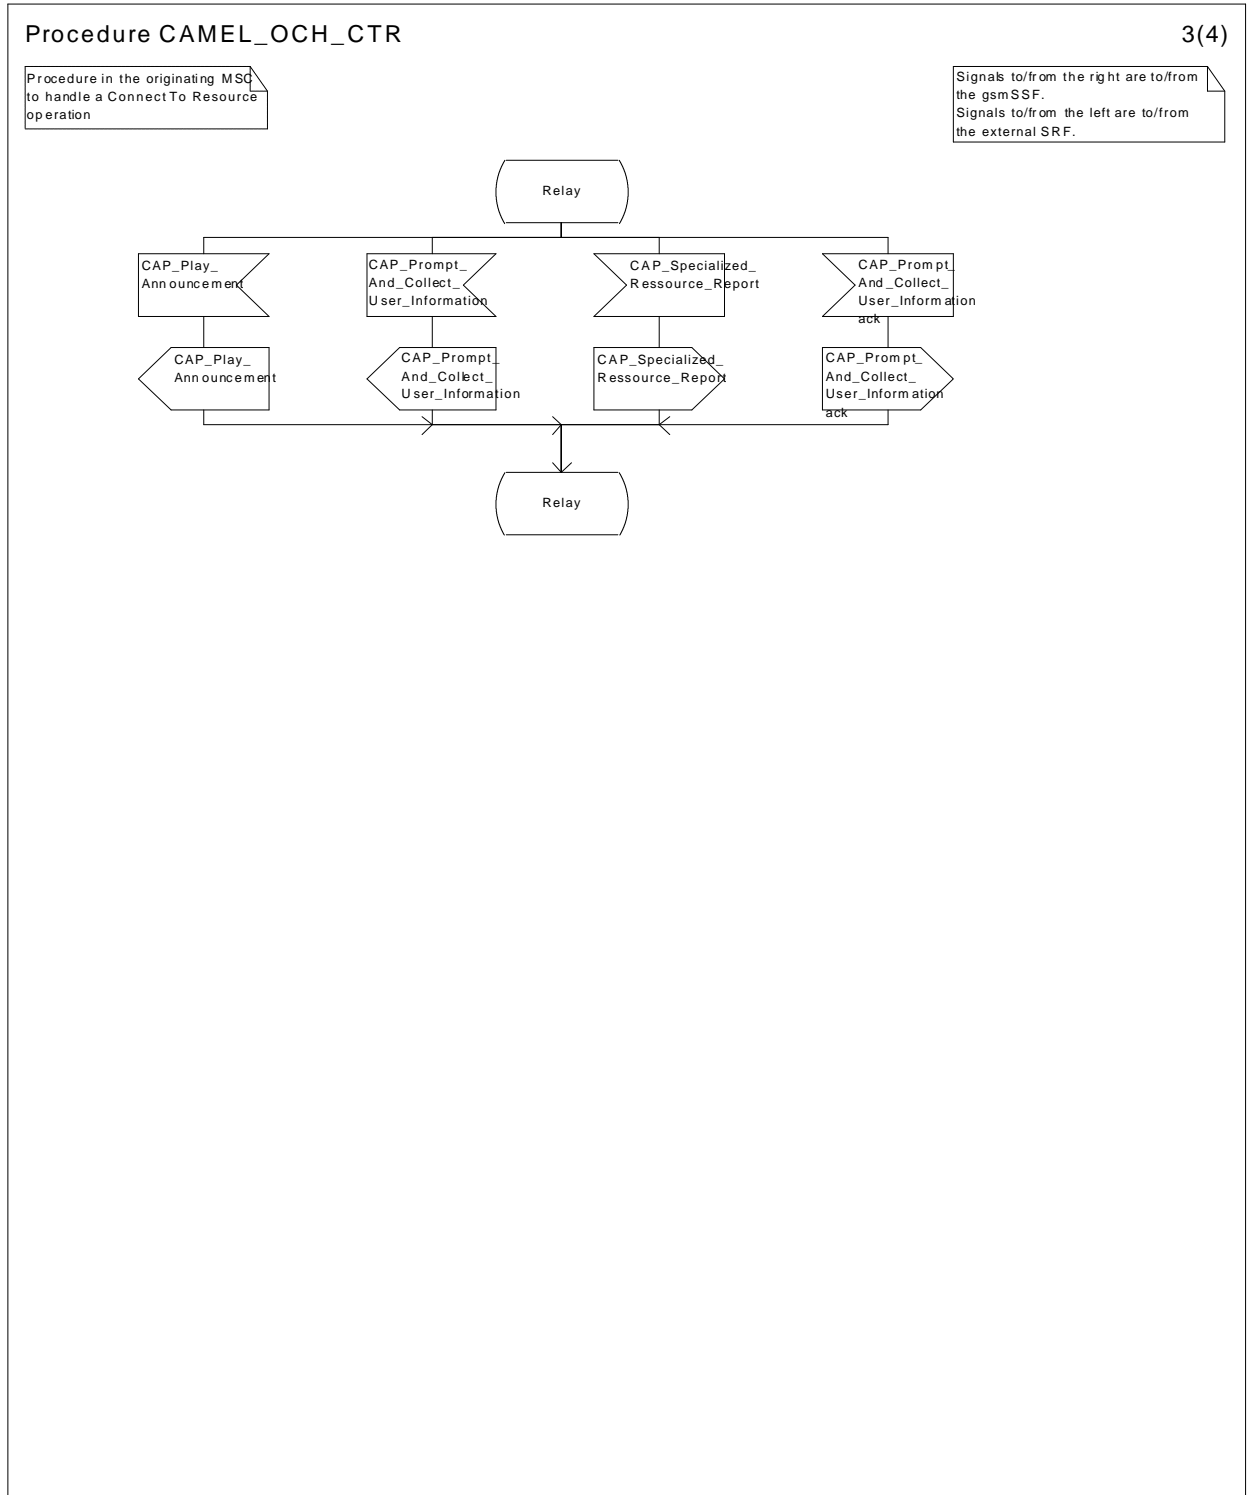 Procedure CAMEL_OCH_CTR
3(4)
Procedure in the originating MSC
to handle a Connect To Resource
operation
Signals to/from the right are to/from
the gsmSSF.
Signals to/from the left are to/from
the external SRF.
Relay
CAP_Play_
Announcement
CAP_Prompt_
And_Collect_
User_Information
CAP_Specialized_
Ressource_Report
CAP_Prompt_
And_Collect_
User_Information
ack
CAP_Play_
Announcement
CAP_Prompt_
And_Collect_
User_Information
CAP_Specialized_
Ressource_Report
CAP_Prompt_
And_Collect_
User_Information
ack
Relay